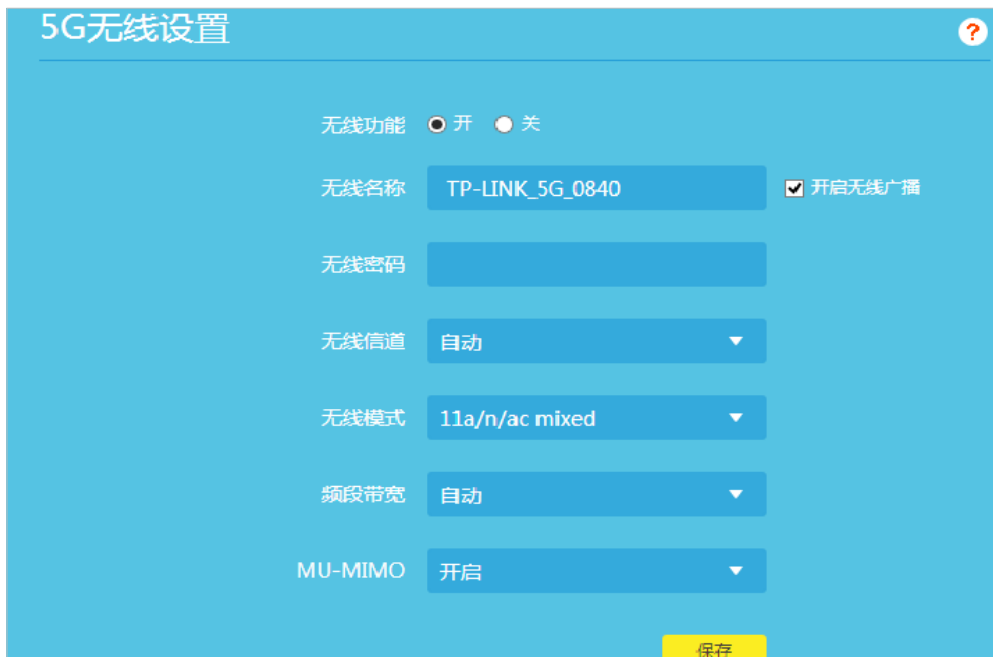 5G无线设置
?
无线功能 开 关
无线名称 TP-LINK_5G_0840 开启无线广播
无线密码
无线信道 自动
无线模式 11a/n/ac mixed
频段带宽 自动
MU-MIMO 开启
保存